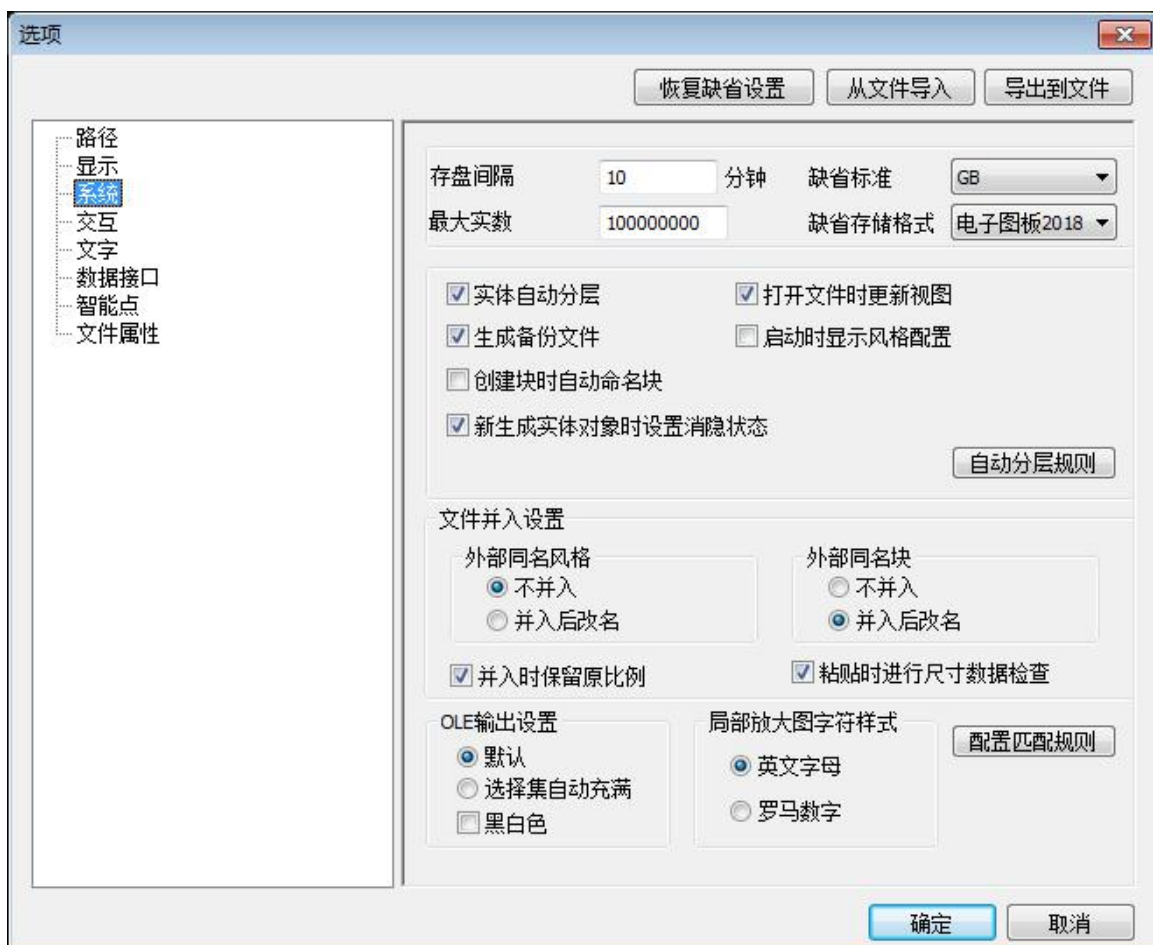 选项
恢复缺省设置 从文件导入 导出到文件
路径
显示
系统
交互
文字
数据接口
智能点
文件属性
存盘间隔 10 分钟 缺省标准 GB
最大实数 100000000 缺省存储格式 电子图板2018
实体自动分层 打开文件时更新视图
生成备份文件 启动时显示风格配置
创建块时自动命名块
新生成实体对象时设置消隐状态
自动分层规则
文件并入设置
外部同名风格 外部同名块
不并入 不并入
并入后改名 并入后改名
并入时保留原比例 粘贴时进行尺寸数据检查
OLE输出设置 局部放大图字符样式 配置匹配规则
默认 英文字母
选择集自动充满 罗马数字
黑白色
确定 取消